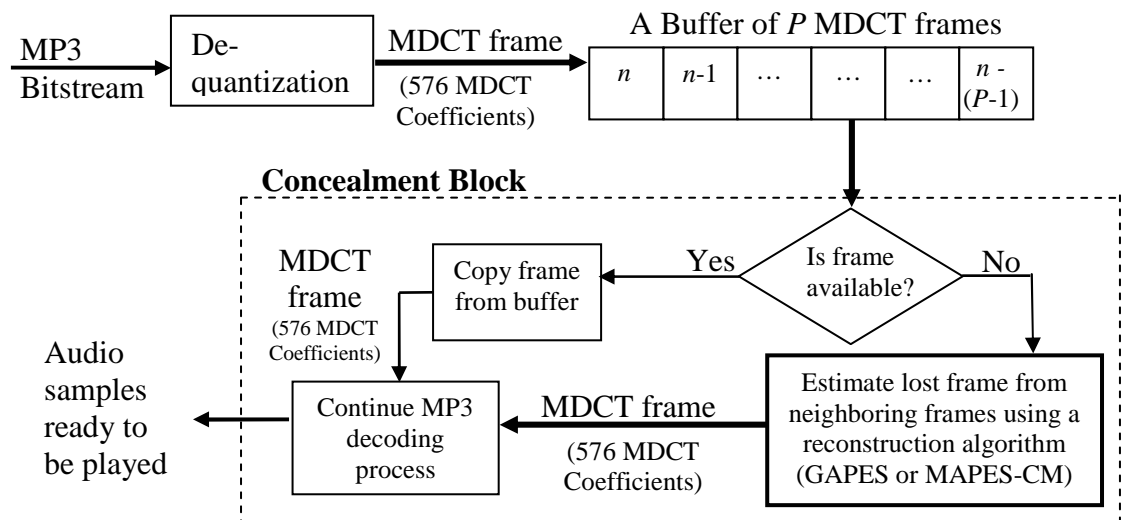 MP3
Bitstream
De-
quantization
MDCT frame
(576 MDCT
Coefficients)
A Buffer of P MDCT frames
n
n-1
…
…
…
n -
(P-1)
Concealment Block
Is frame
available?
Yes
No
Copy frame
from buffer
MDCT
frame
(576 MDCT
Coefficients)
Estimate lost frame from
neighboring frames using a
reconstruction algorithm
(GAPES or MAPES-CM)
MDCT frame
(576 MDCT
Coefficients)
Continue MP3
decoding
process
Audio
samples
ready to
be played